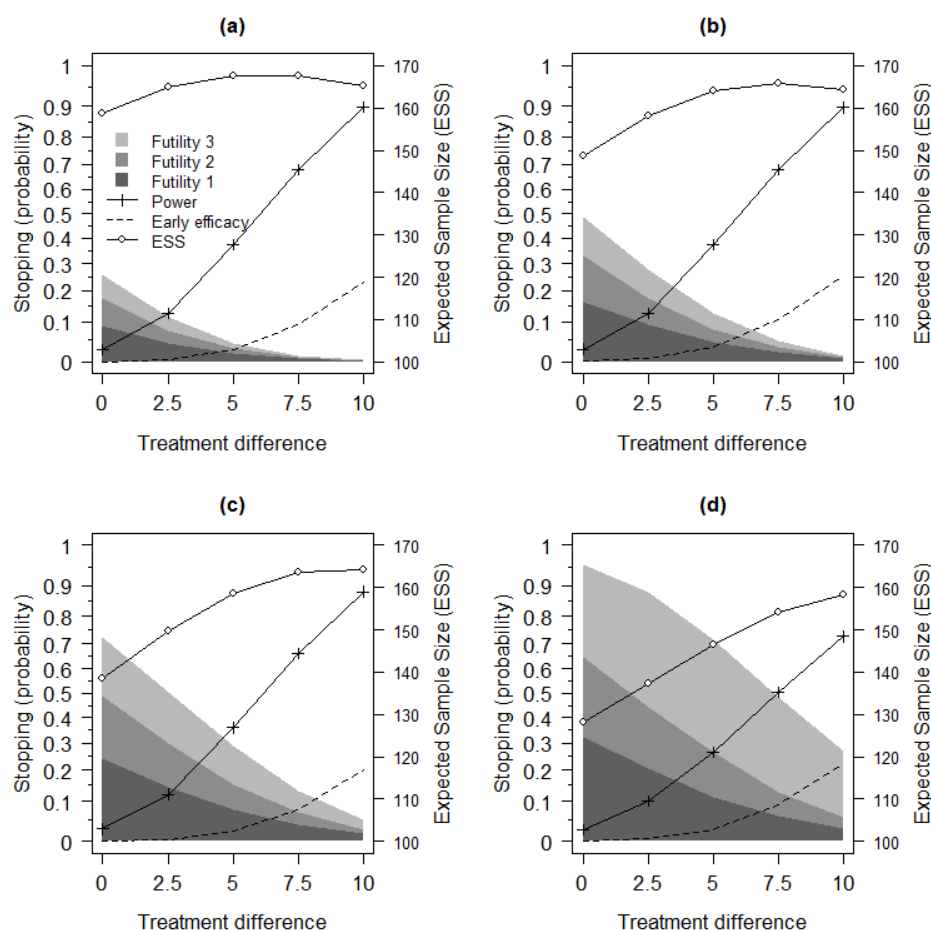 (a)
Stopping (probability)
1
0.9
0.8
0.7
0.6
0.5
0.4
0.3
0.2
0.1
0
Futility 3
Futility 2
Futility 1
Power
Early efficacy
ESS
170
160
150
140
130
120
110
100
Expected Sample Size (ESS)
0 2.5 5 7.5 10
Treatment difference
(b)
Stopping (probability)
1
0.9
0.8
0.7
0.6
0.5
0.4
0.3
0.2
0.1
0
170
160
150
140
130
120
110
100
Expected Sample Size (ESS)
0 2.5 5 7.5 10
Treatment difference
(c)
Stopping (probability)
1
0.9
0.8
0.7
0.6
0.5
0.4
0.3
0.2
0.1
0
170
160
150
140
130
120
110
100
Expected Sample Size (ESS)
0 2.5 5 7.5 10
Treatment difference
(d)
Stopping (probability)
1
0.9
0.8
0.7
0.6
0.5
0.4
0.3
0.2
0.1
0
170
160
150
140
130
120
110
100
Expected Sample Size (ESS)
0 2.5 5 7.5 10
Treatment difference